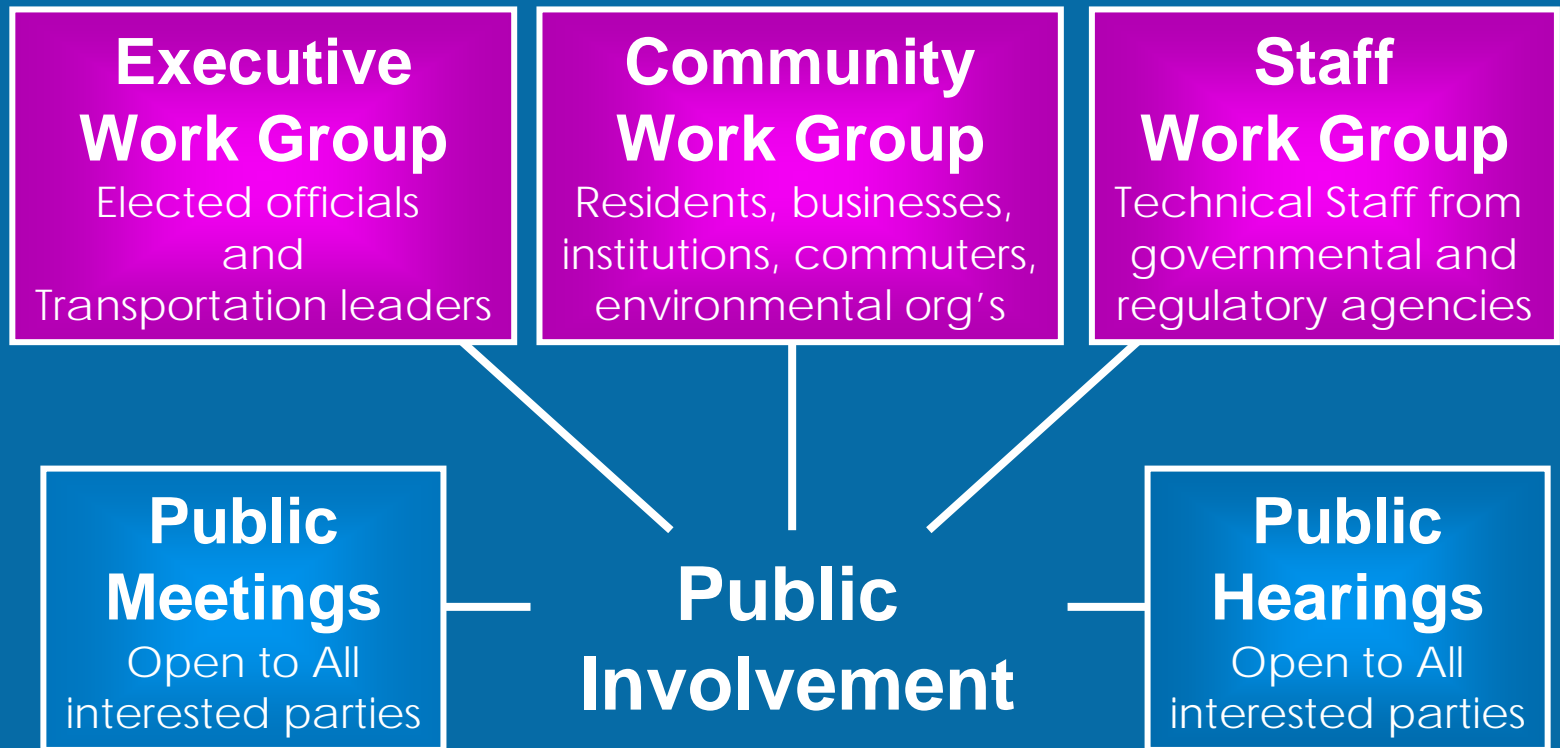 Executive
Work Group
Elected officials
and
Transportation leaders
Community
Work Group
Residents, businesses,
institutions, commuters,
environmental org's
Staff
Work Group
Technical Staff from
governmental and
regulatory agencies
Public
Meetings
Open to All
interested parties
Public
Involvement
Public
Hearings
Open to All
interested parties